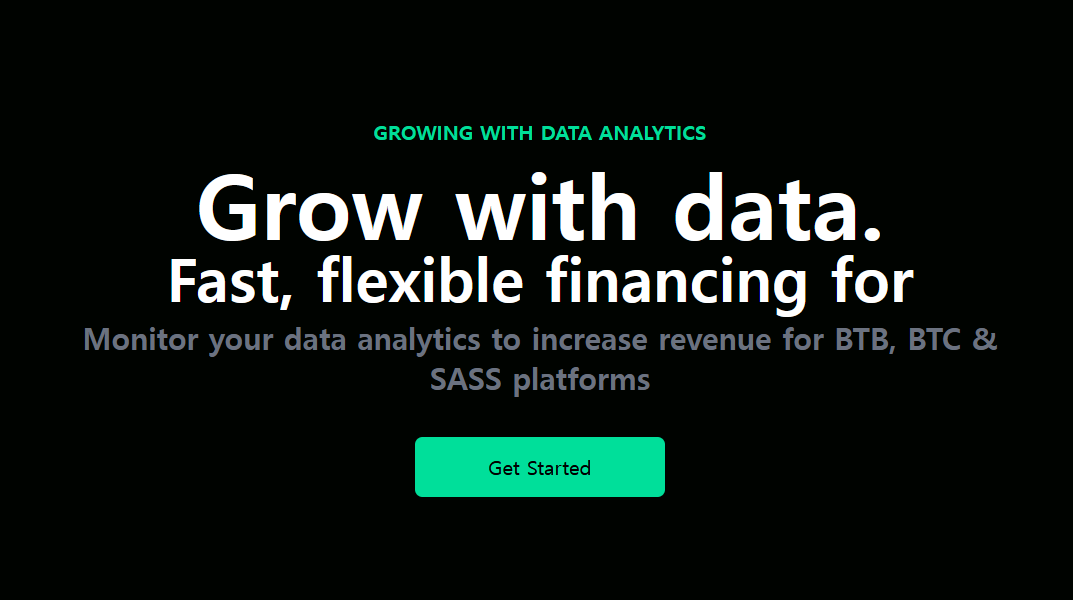 GROWING WITH DATA ANALYTICS
Grow with data.
Fast, flexible financing for
Monitor your data analytics to increase revenue for BTB, BTC &
SASS platforms
Get Started